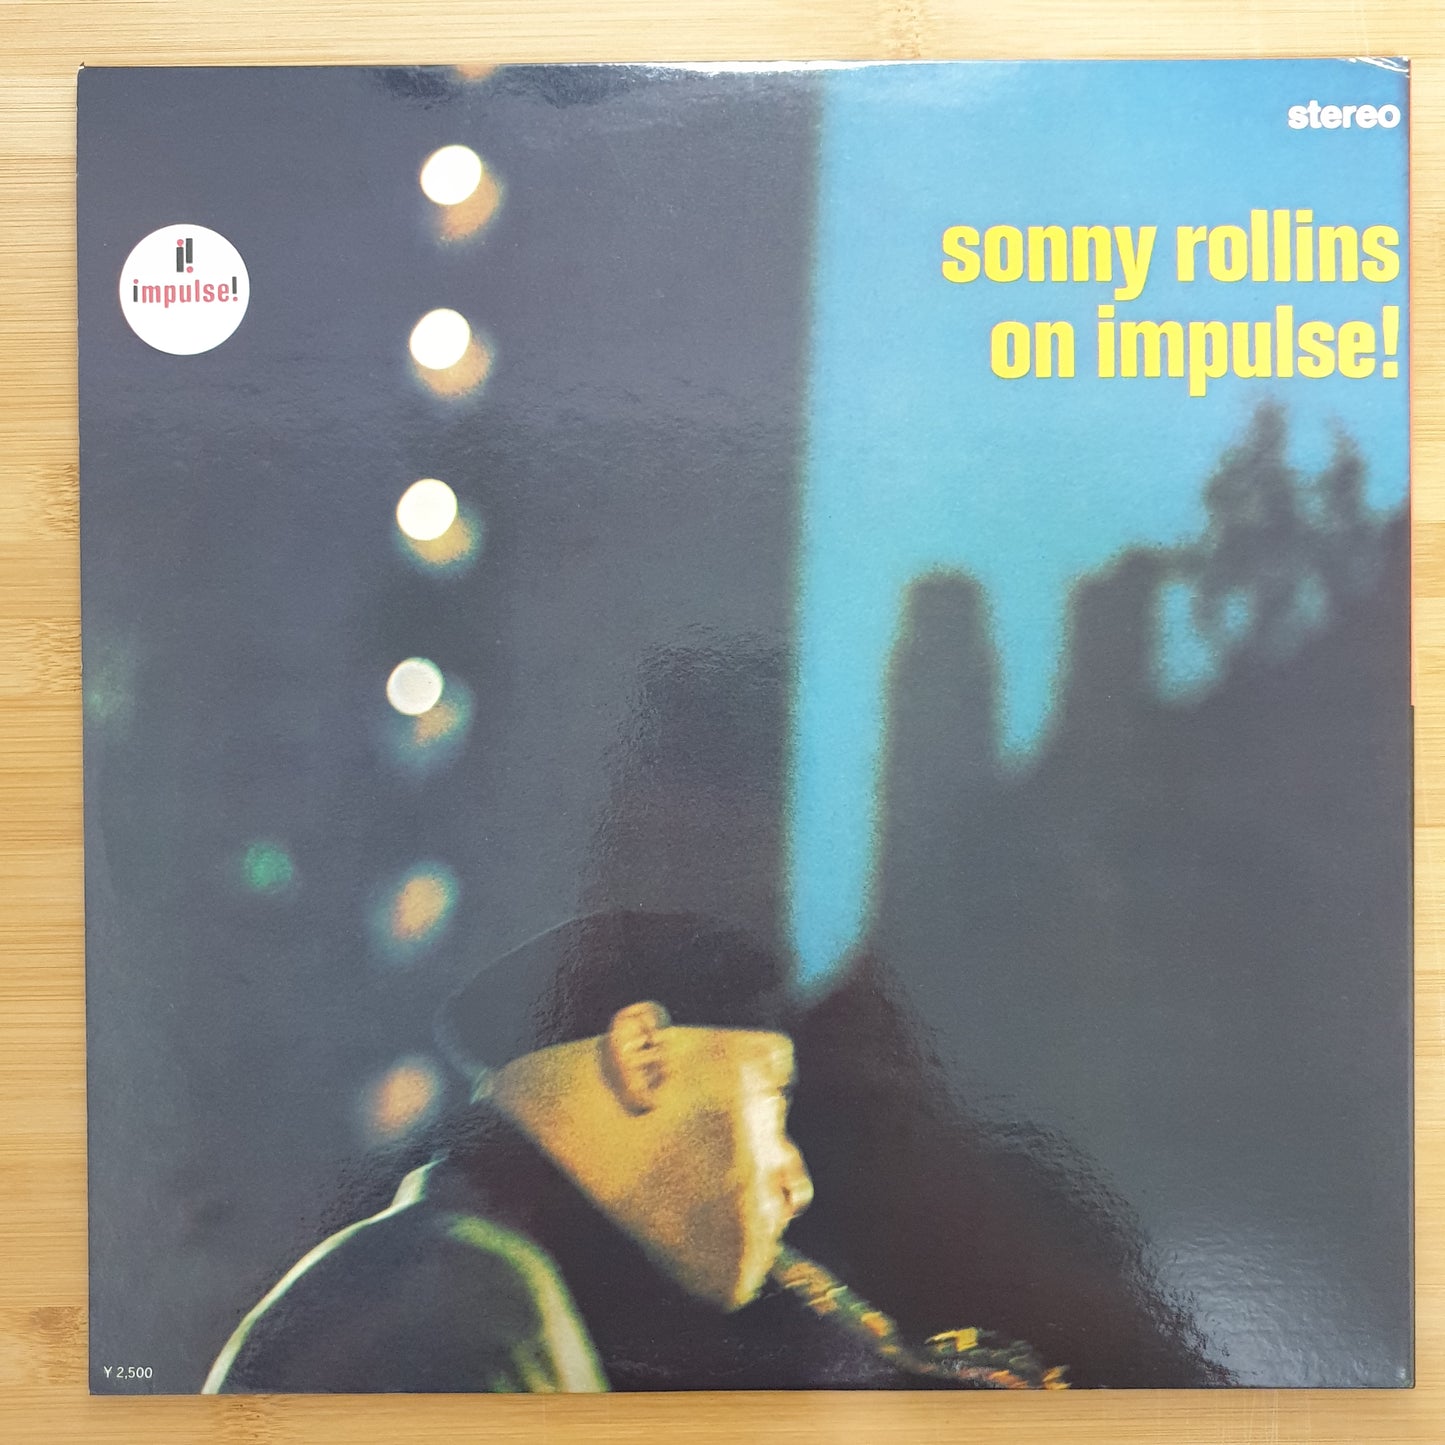 stereo
sonny rollins
on impulse!
i!
impulse!
¥ 2,500